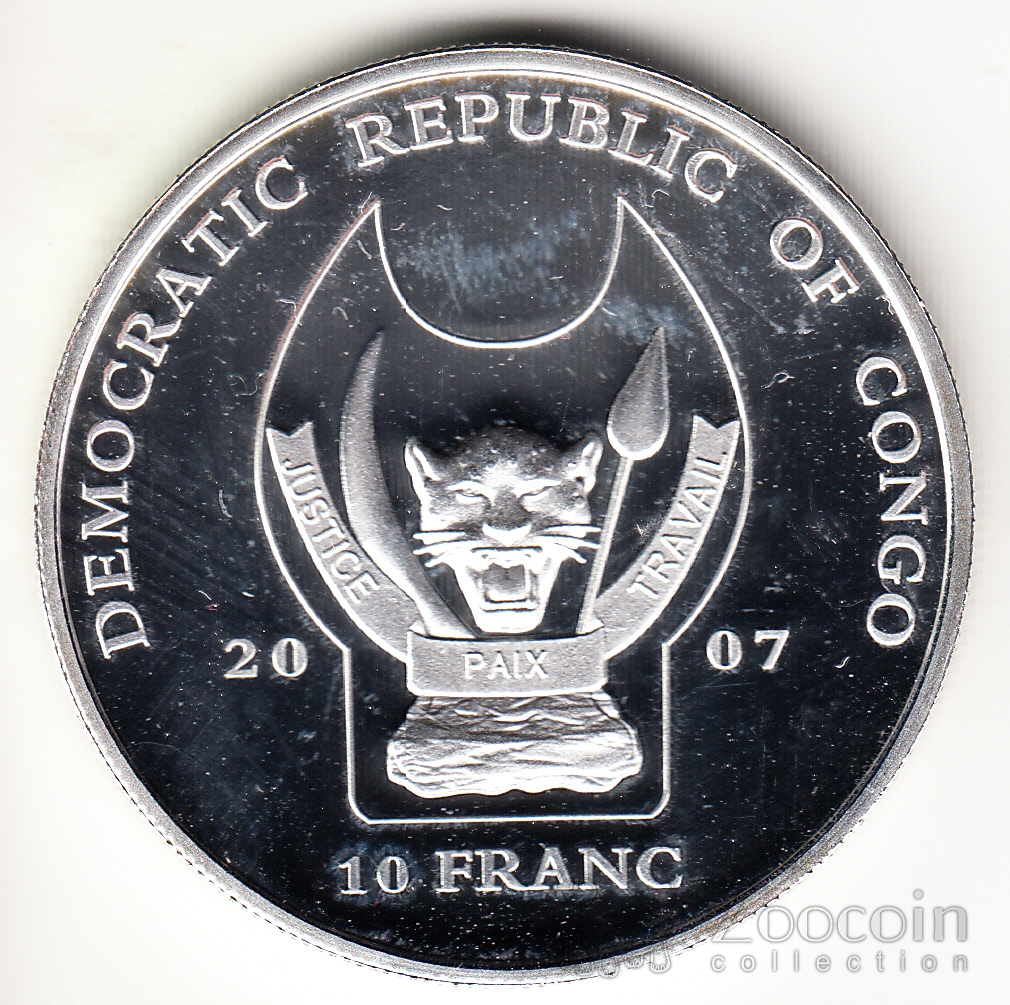 DEMOCRATIC REPUBLIC OF CONGO
JUSTICE
TRAVAIL
PAIX
20 07
10 FRANC
zoocoin
collection